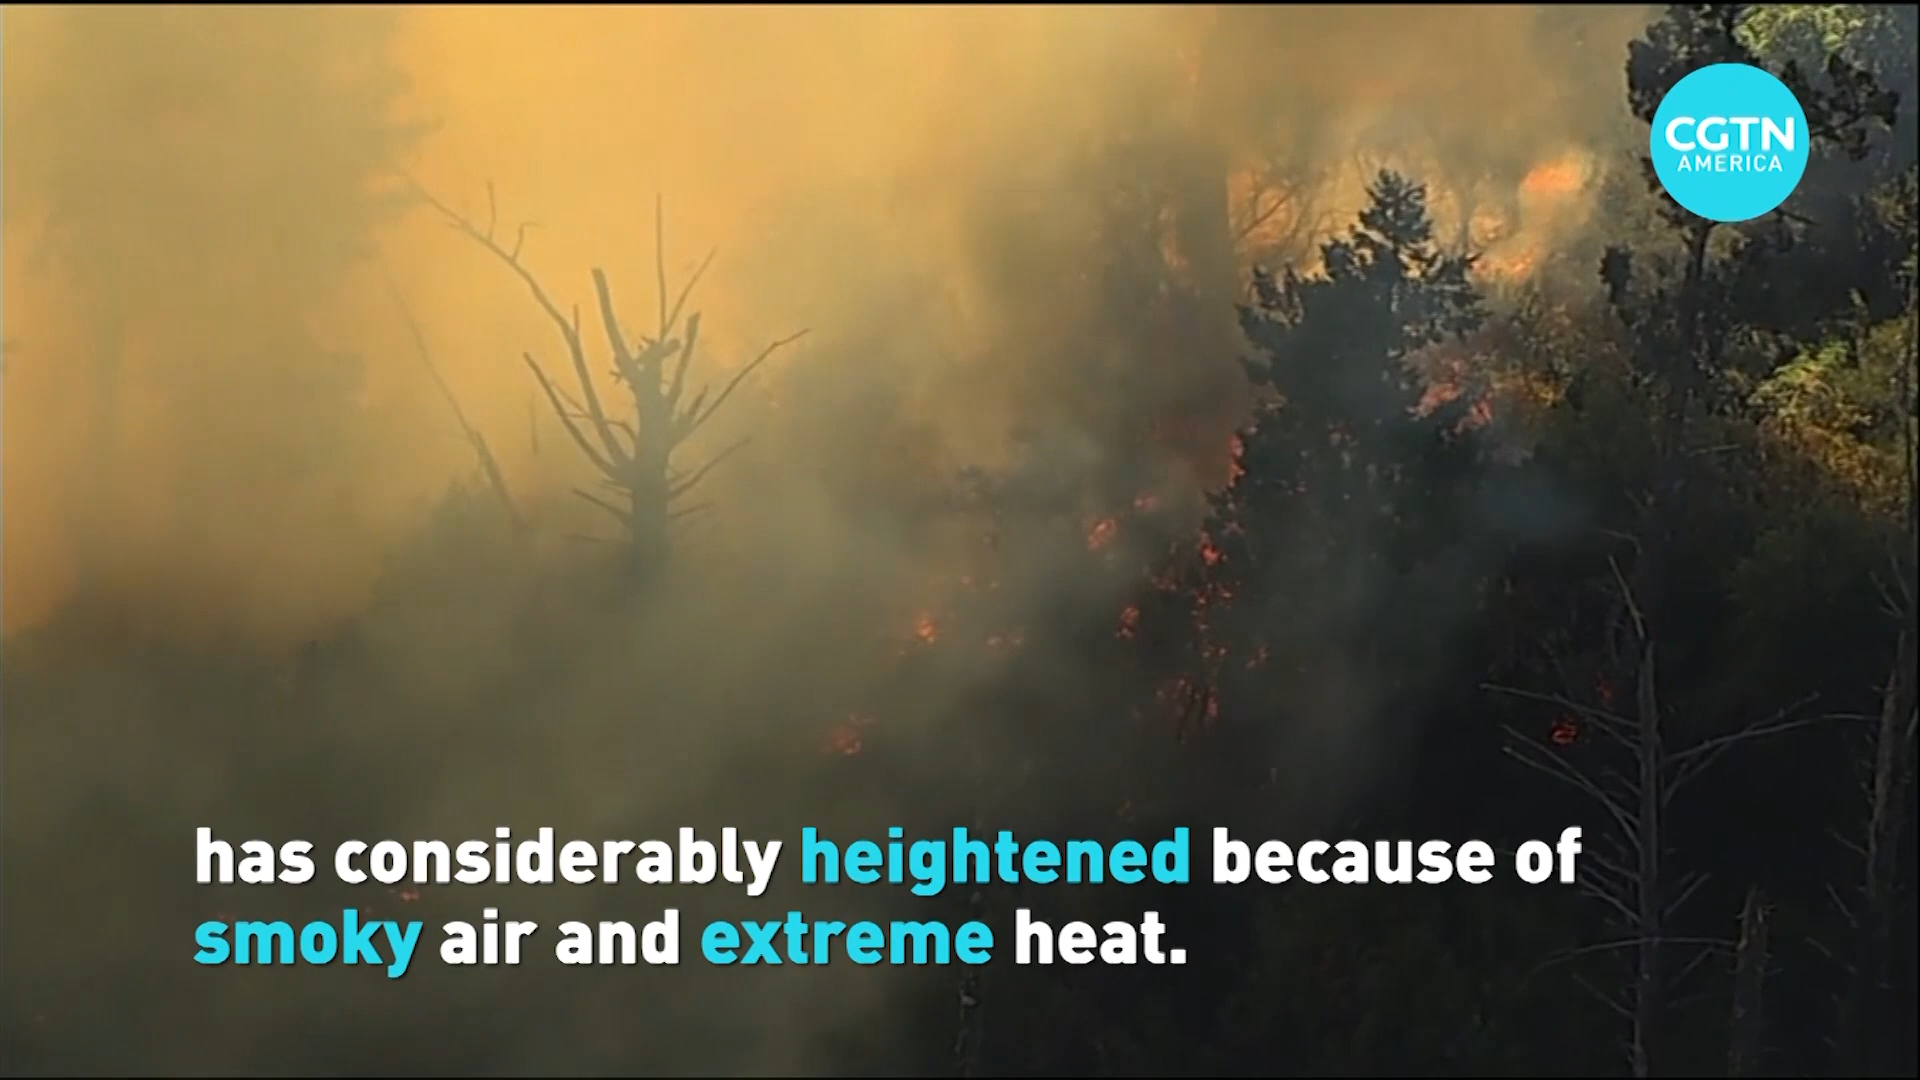 CGTN
AMERICA
has considerably heightened because of
smoky air and extreme heat.